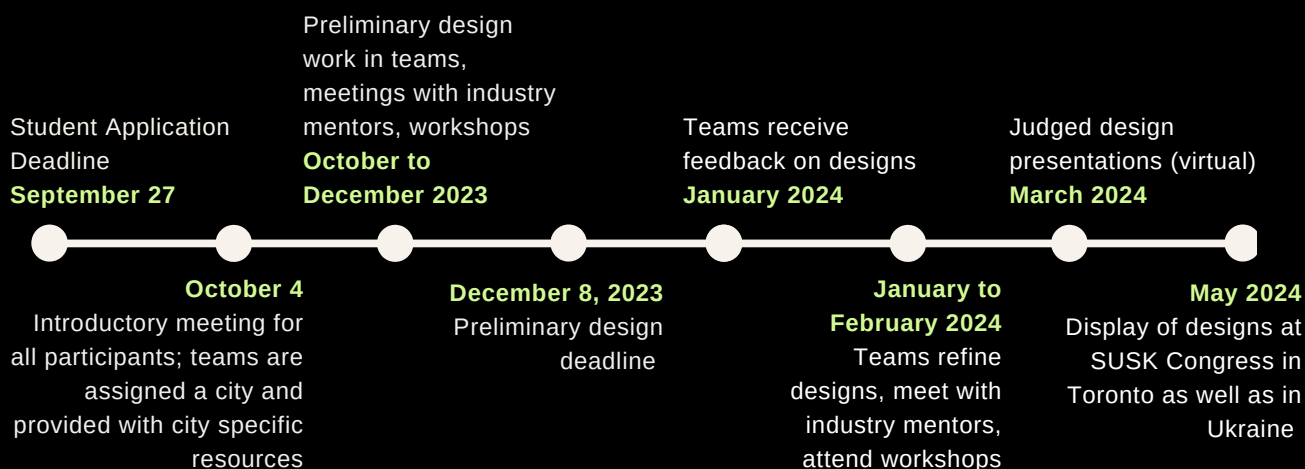 Student Application
Deadline
September 27
October 4
Introductory meeting for
all participants; teams are
assigned a city and
provided with city specific
resources
Preliminary design
work in teams,
meetings with industry
mentors, workshops
October to
December 2023
December 8, 2023
Preliminary design
deadline
Teams receive
feedback on designs
January 2024
January to
February 2024
Teams refine
designs, meet with
industry mentors,
attend workshops
Judged design
presentations (virtual)
March 2024
May 2024
Display of designs at
SUSK Congress in
Toronto as well as in
Ukraine